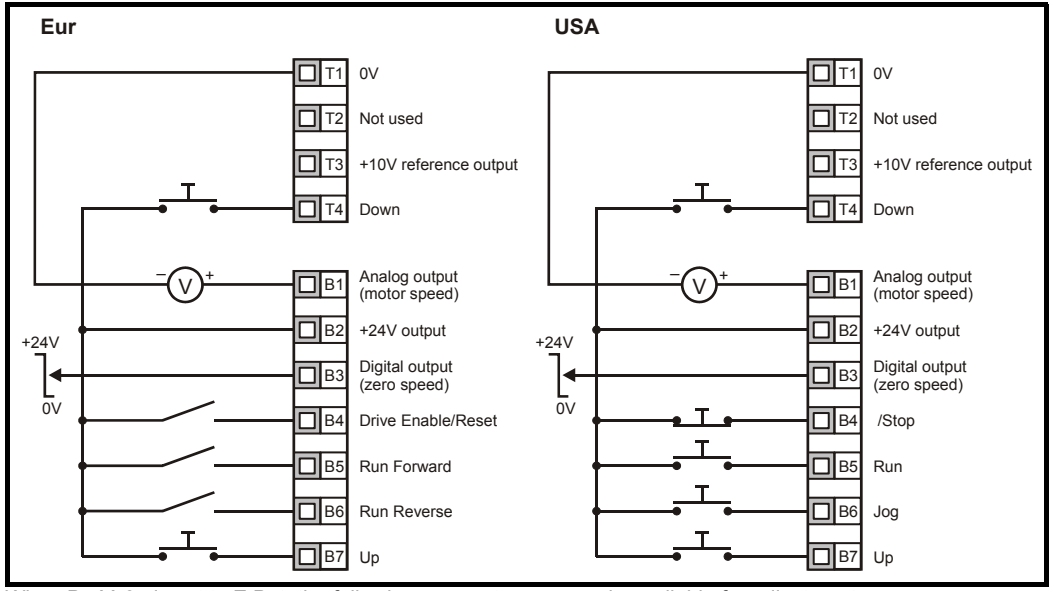 Eur
T1 0V
T2 Not used
T3 +10V reference output
T4 Down
– V +
B1 Analog output
(motor speed)
B2 +24V output
+24V
B3 Digital output
(zero speed)
0V
B4 Drive Enable/Reset
B5 Run Forward
B6 Run Reverse
B7 Up
USA
T1 0V
T2 Not used
T3 +10V reference output
T4 Down
– V +
B1 Analog output
(motor speed)
B2 +24V output
+24V
B3 Digital output
(zero speed)
0V
B4 /Stop
B5 Run
B6 Jog
B7 Up